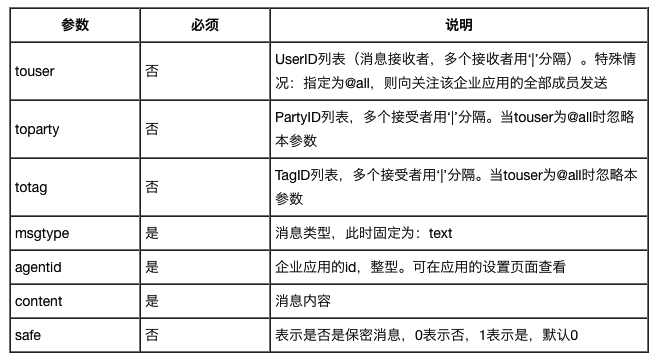 参数 必须 说明
touser 否 UserID列表（消息接收者，多个接收者用‘|’分隔）。特殊情
况：指定为@all，则向关注该企业应用的全部成员发送
toparty 否 PartyID列表，多个接受者用‘|’分隔。当touser为@all时忽略
本参数
totag 否 TagID列表，多个接受者用‘|’分隔。当touser为@all时忽略本
参数
msgtype 是 消息类型，此时固定为：text
agentid 是 企业应用的id，整型。可在应用的设置页面查看
content 是 消息内容
safe 否 表示是否是保密消息，0表示否，1表示是，默认0